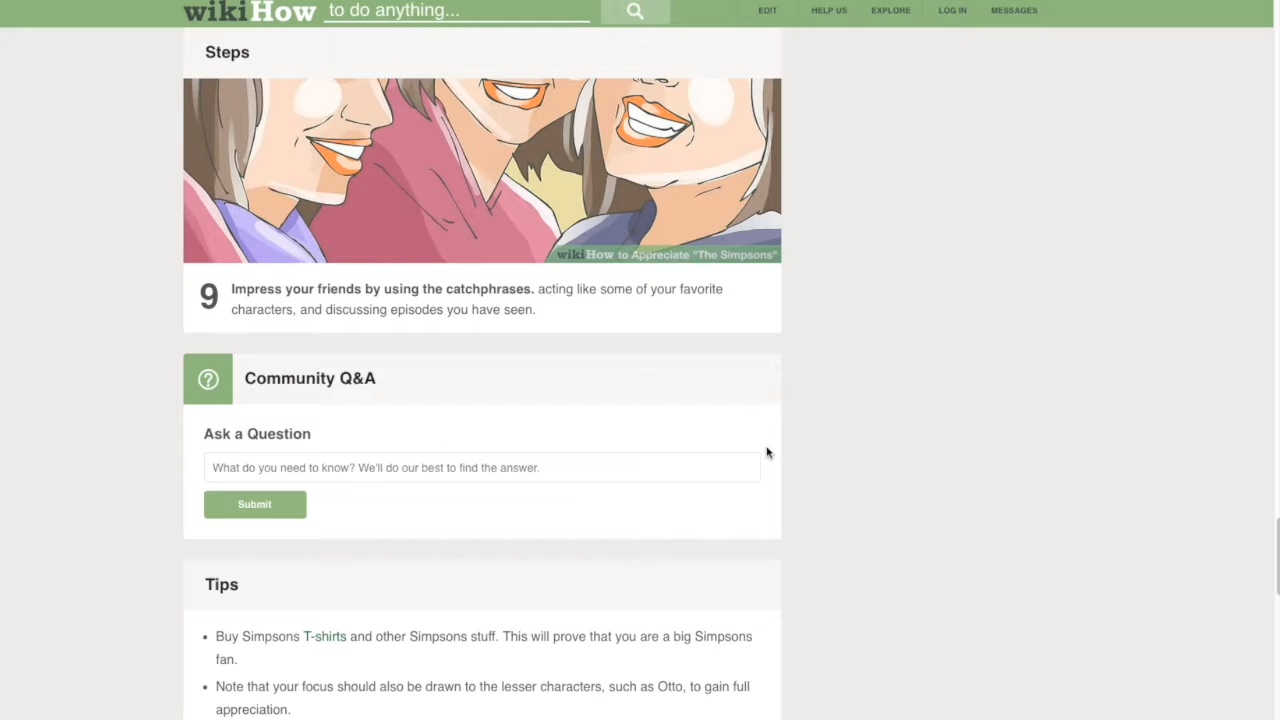 wikiHow to do anything...
EDIT HELP US EXPLORE LOG IN MESSAGES
Steps
wikiHow to Appreciate "The Simpsons"
9 Impress your friends by using the catchphrases. acting like some of your favorite
characters, and discussing episodes you have seen.
Community Q&A
Ask a Question
What do you need to know? We'll do our best to find the answer.
Submit
Tips
• Buy Simpsons T-shirts and other Simpsons stuff. This will prove that you are a big Simpsons
fan.
• Note that your focus should also be drawn to the lesser characters, such as Otto, to gain full
appreciation.